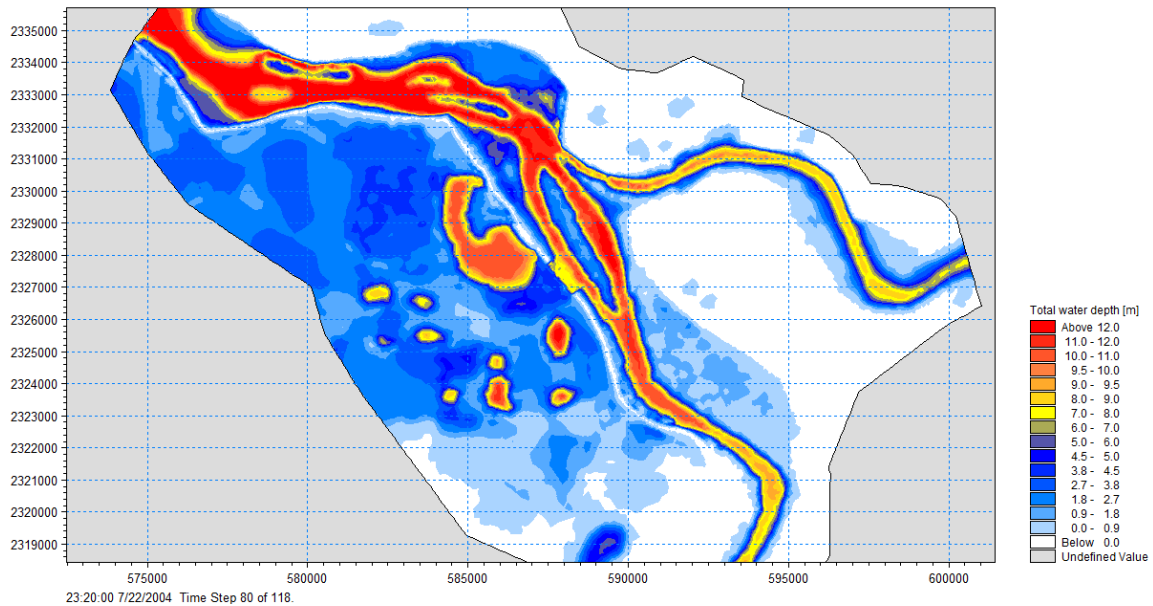 2335000
2334000
2333000
2332000
2331000
2330000
2329000
2328000
2327000
2326000
2325000
2324000
2323000
2322000
2321000
2320000
2319000
575000 580000 585000 590000 595000 600000
23:20:00 7/22/2004 Time Step 80 of 118.
Total water depth [m]
Above 12.0
11.0 - 12.0
10.0 - 11.0
9.5 - 10.0
9.0 - 9.5
8.0 - 9.0
7.0 - 8.0
6.0 - 7.0
5.0 - 6.0
4.5 - 5.0
3.8 - 4.5
2.7 - 3.8
1.8 - 2.7
0.9 - 1.8
0.0 - 0.9
Below 0.0
Undefined Value